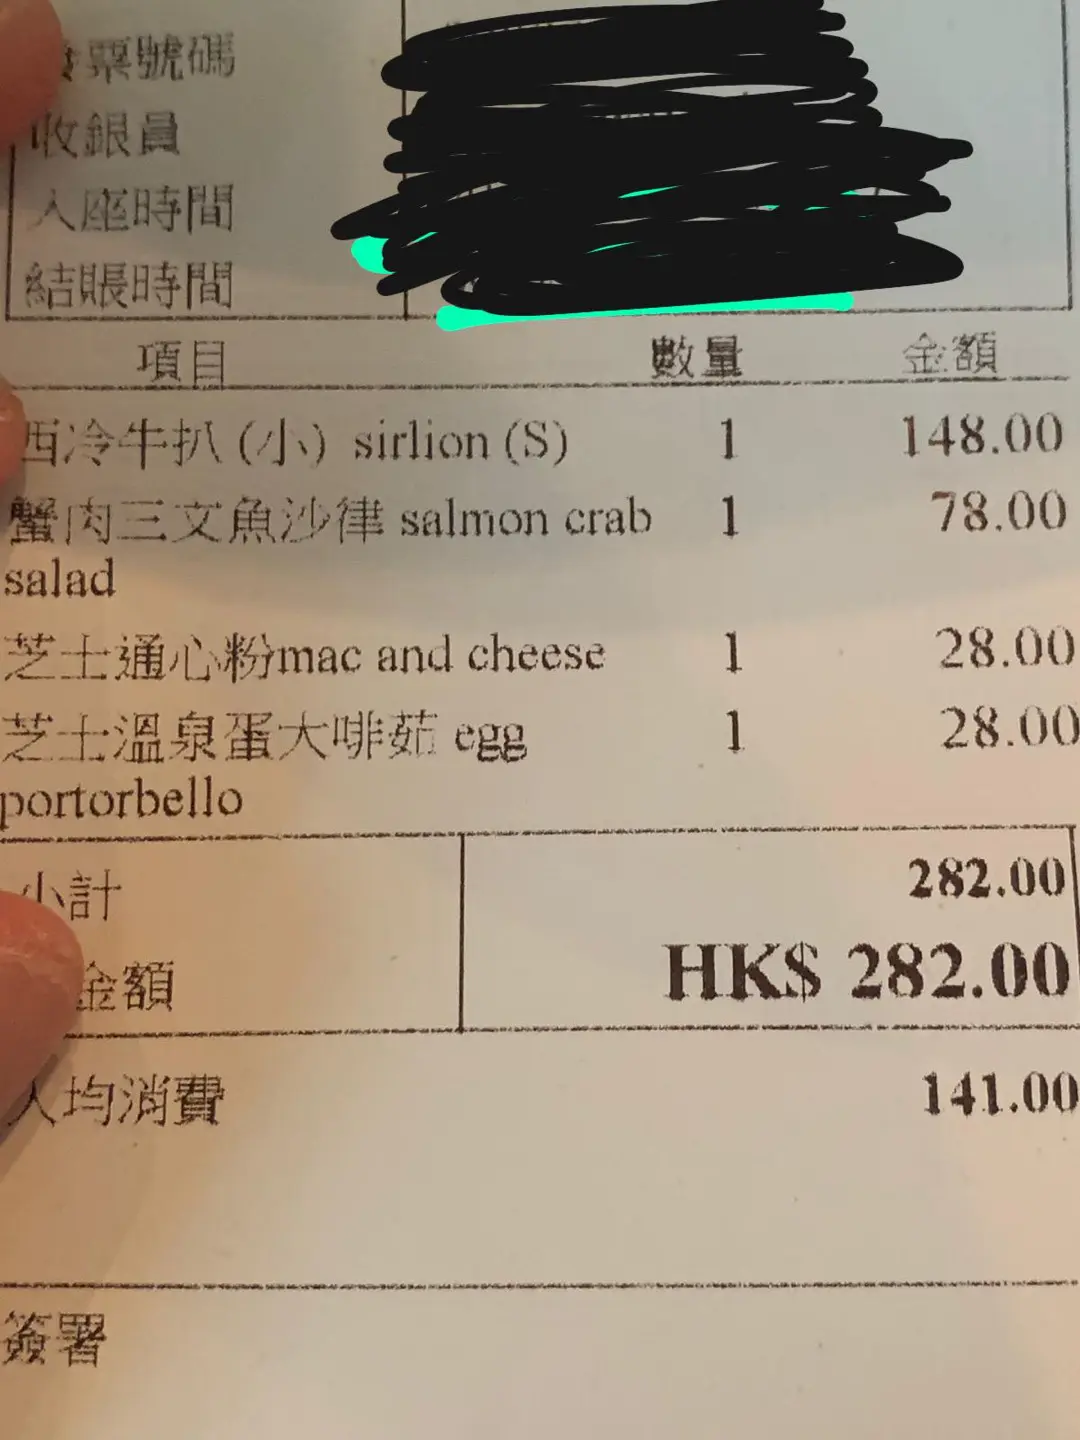 票號碼
收銀員
入座時間
結賬時間
項目 數量 金額
西冷牛扒 (小) sirlion (S) 1 148.00
蟹肉三文魚沙律 salmon crab 1 78.00
salad
芝士通心粉mac and cheese 1 28.00
芝士溫泉蛋大啡菇 egg 1 28.00
portorbello
小計 282.00
金額 HK$ 282.00
人均消費 141.00
簽署